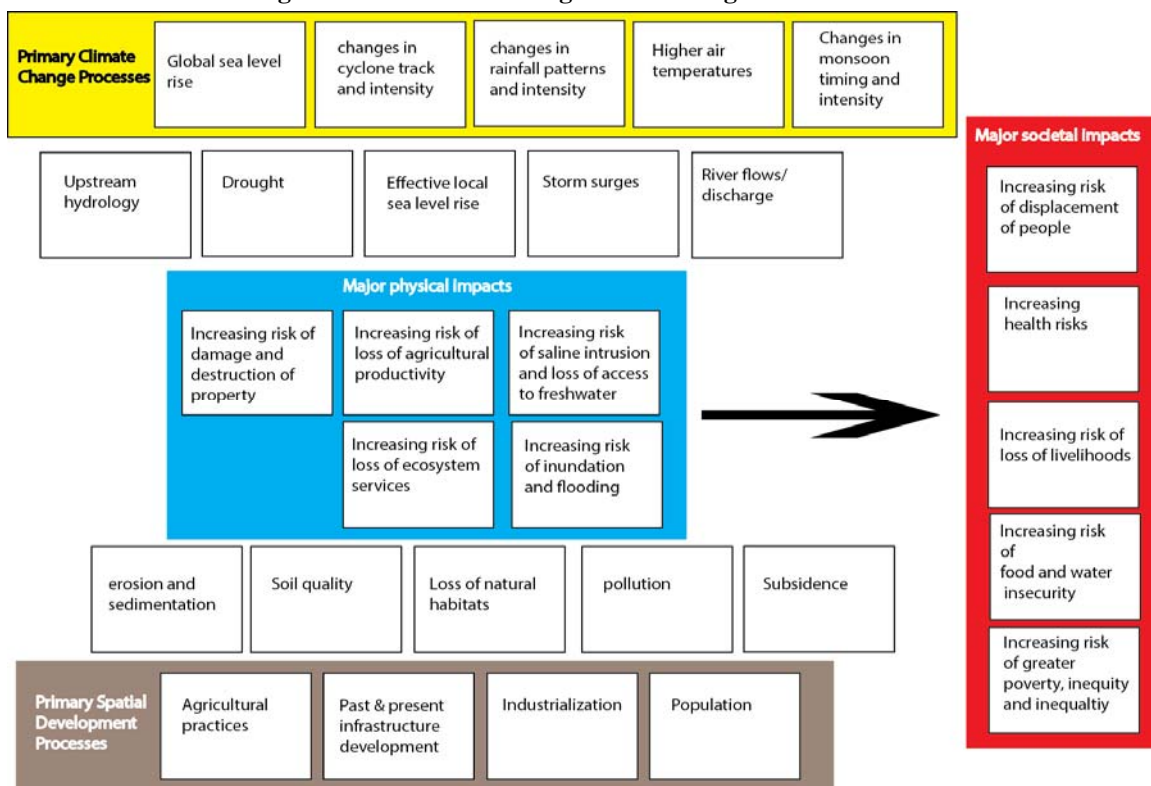 Primary Climate
Change Processes
Global sea level
rise
changes in
cyclone track
and intensity
changes in
rainfall patterns
and intensity
Higher air
temperatures
Changes in
monsoon
timing and
intensity
Upstream
hydrology
Drought
Effective local
sea level rise
Storm surges
River flows/
discharge
Major physical impacts
Increasing risk of
damage and
destruction of
property
Increasing risk of
loss of agricultural
productivity
Increasing risk
of saline intrusion
and loss of access
to freshwater
Increasing risk of
loss of ecosystem
services
Increasing risk
of inundation
and flooding
erosion and
sedimentation
Soil quality
Loss of natural
habitats
pollution
Subsidence
Primary Spatial
Development
Processes
Agricultural
practices
Past & present
infrastructure
development
Industrialization
Population
Major societal impacts
Increasing risk
of displacement
of people
Increasing
health risks
Increasing risk of
loss of livelihoods
Increasing risk
of
food and water
insecurity
Increasing risk
of greater
poverty, inequity
and inequaltiy